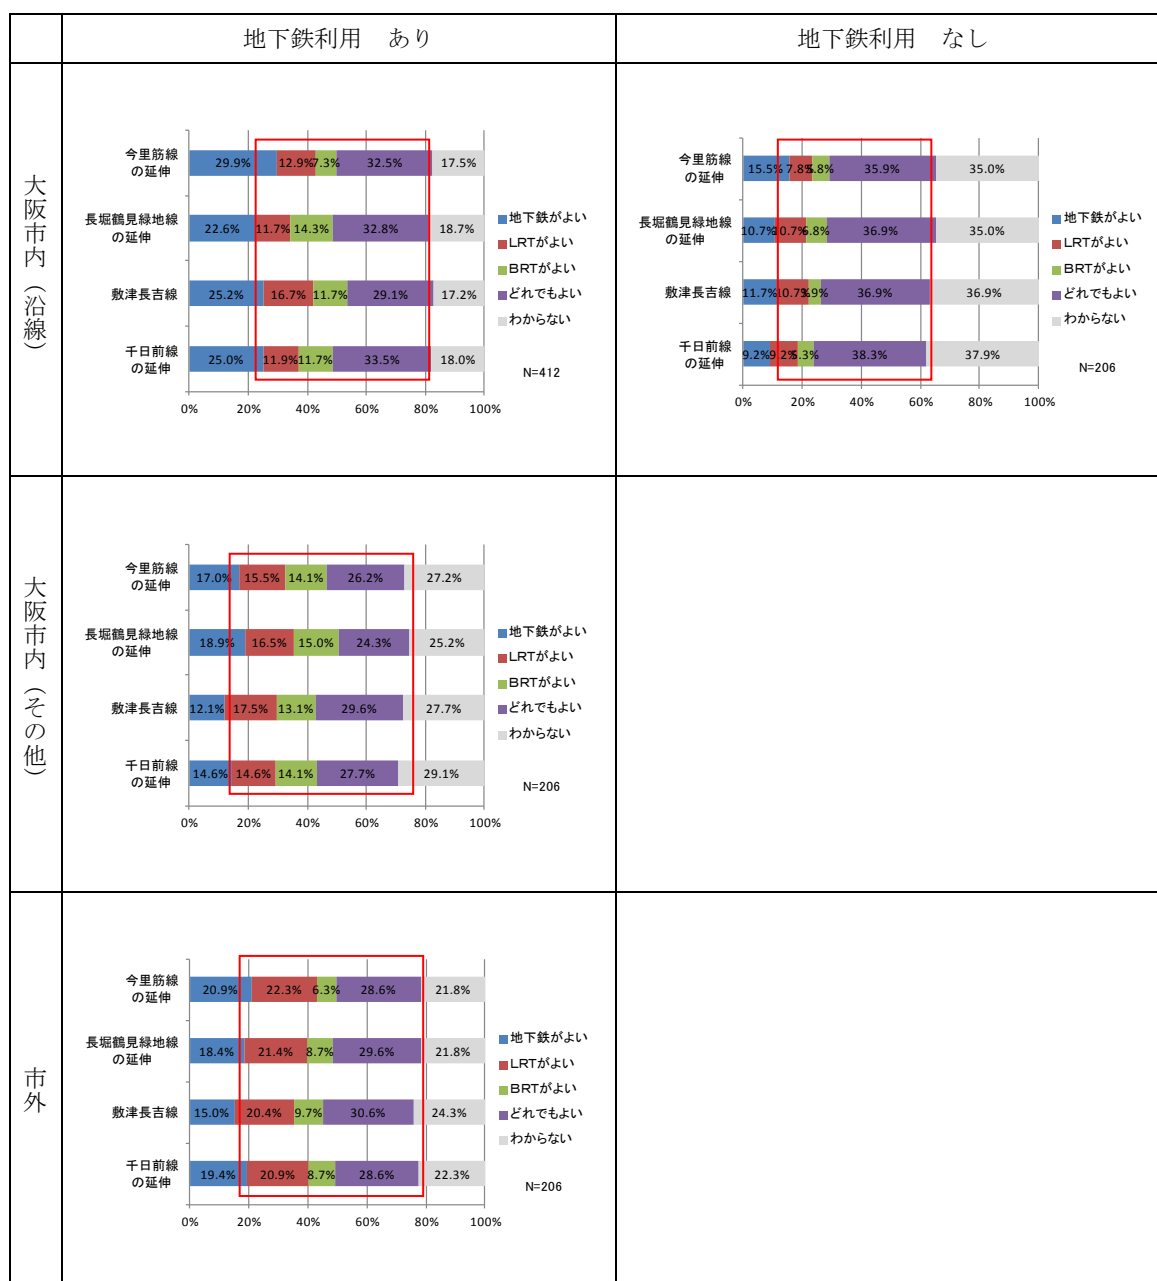 地下鉄利用　あり
地下鉄利用　なし
大阪市内（沿線）
今里筋線
の延伸
29.9% 12.9% 7.3% 32.5% 17.5%
長堀鶴見緑地線
の延伸
22.6% 11.7% 14.3% 32.8% 18.7%
敷津長吉線
25.2% 16.7% 11.7% 29.1% 17.2%
千日前線
の延伸
25.0% 11.9% 11.7% 33.5% 18.0%
0% 20% 40% 60% 80% 100%
地下鉄がよい
LRTがよい
BRTがよい
どれでもよい
わからない
N=412
今里筋線
の延伸
15.5% 7.8% 5.8% 35.9% 35.0%
長堀鶴見緑地線
の延伸
10.7% 10.7% 6.8% 36.9% 35.0%
敷津長吉線
11.7% 10.7% 3.9% 36.9% 36.9%
千日前線
の延伸
9.2% 9.2% 5.3% 38.3% 37.9%
0% 20% 40% 60% 80% 100%
地下鉄がよい
LRTがよい
BRTがよい
どれでもよい
わからない
N=206
大阪市内（その他）
今里筋線
の延伸
17.0% 15.5% 14.1% 26.2% 27.2%
長堀鶴見緑地線
の延伸
18.9% 16.5% 15.0% 24.3% 25.2%
敷津長吉線
12.1% 17.5% 13.1% 29.6% 27.7%
千日前線
の延伸
14.6% 14.6% 14.1% 27.7% 29.1%
0% 20% 40% 60% 80% 100%
地下鉄がよい
LRTがよい
BRTがよい
どれでもよい
わからない
N=206
市外
今里筋線
の延伸
20.9% 22.3% 6.3% 28.6% 21.8%
長堀鶴見緑地線
の延伸
18.4% 21.4% 8.7% 29.6% 21.8%
敷津長吉線
15.0% 20.4% 9.7% 30.6% 24.3%
千日前線
の延伸
19.4% 20.9% 8.7% 28.6% 22.3%
0% 20% 40% 60% 80% 100%
地下鉄がよい
LRTがよい
BRTがよい
どれでもよい
わからない
N=206